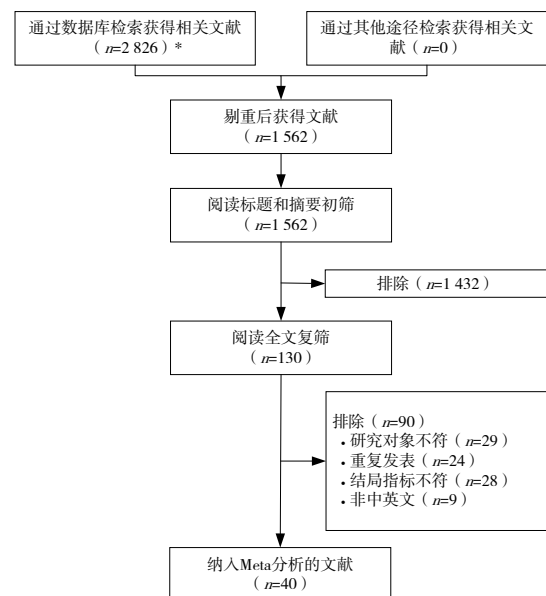 通过数据库检索获得相关文献
（n=2 826）*
通过其他途径检索获得相关文
献（n=0）
剔重后获得文献
（n=1 562）
阅读标题和摘要初筛
（n=1 562）
排除（n=1 432）
阅读全文复筛
（n=130）
排除（n=90）
• 研究对象不符（n=29）
• 重复发表（n=24）
• 结局指标不符（n=28）
• 非中英文（n=9）
纳入Meta分析的文献
（n=40）